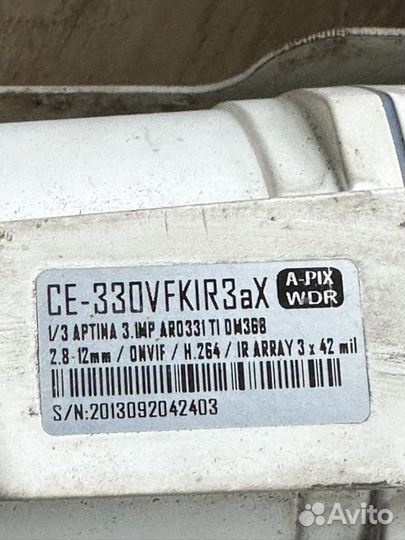 CE-330VFKIR3aX A-PIX WDR
1/3 APTINA 3.1MP AR0331 TI DM368
2.8-12mm / ONVIF / H.264 / IR ARRAY 3 x 42 mil
S/N:2013092042403
Avito